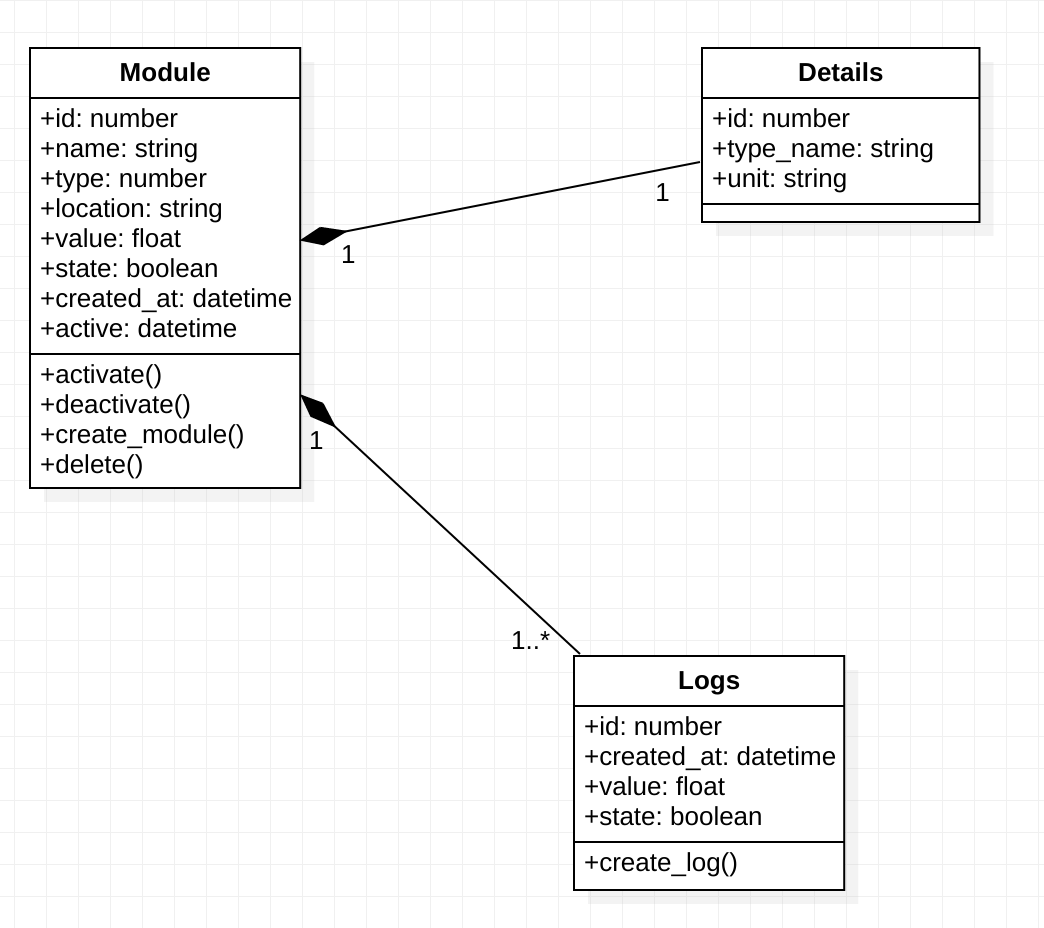 Module
+id: number
+name: string
+type: number
+location: string
+value: float
+state: boolean
+created_at: datetime
+active: datetime
+activate()
+deactivate()
+create_module()
+delete()
Details
+id: number
+type_name: string
+unit: string
1
1
1
1..*
Logs
+id: number
+created_at: datetime
+value: float
+state: boolean
+create_log()